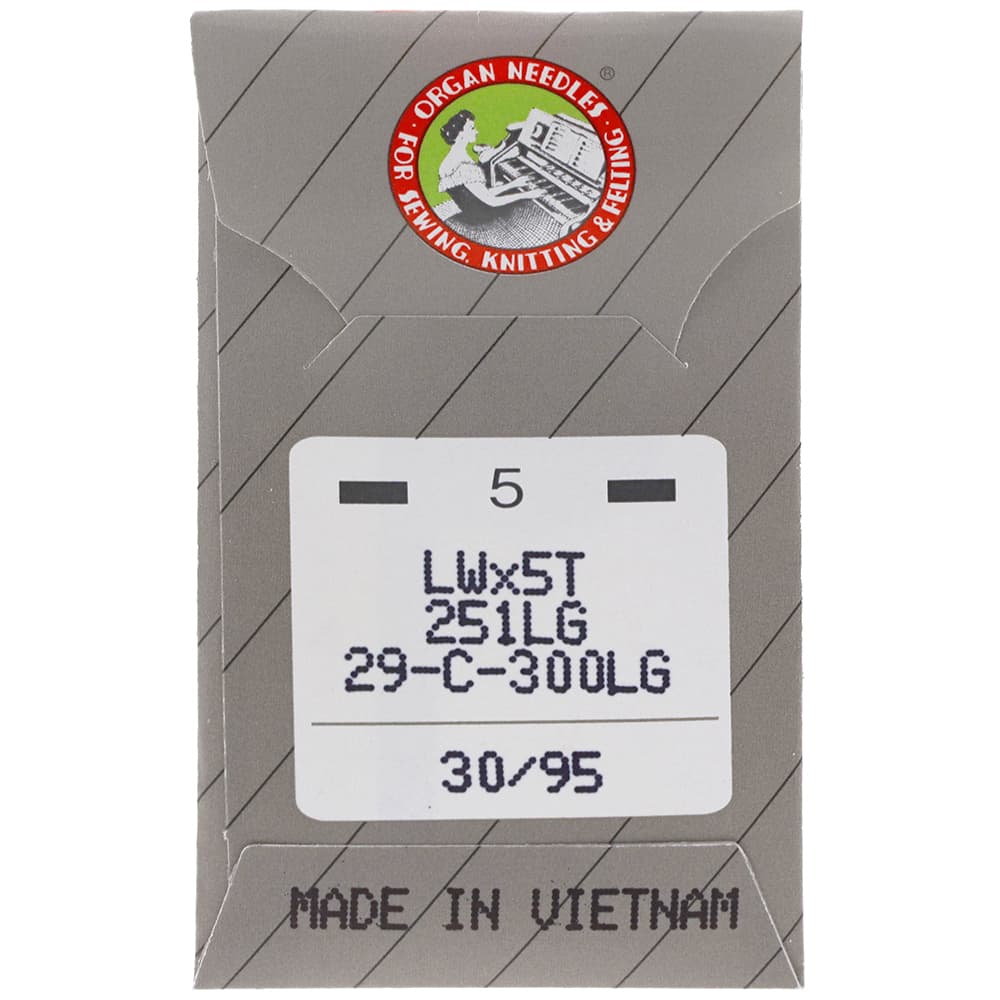 ORGAN NEEDLES ®
· FOR SEWING, KNITTING & FELTING ·
5
LWx5T
251LG
29-C-300LG
30/95
MADE IN VIETNAM